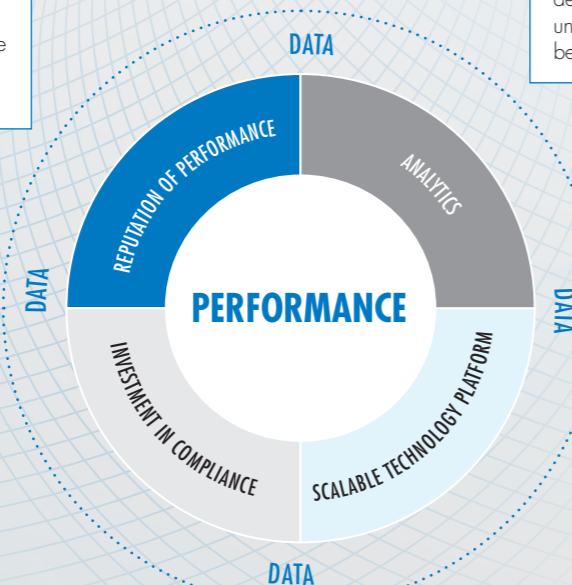 DATA
REPUTATION OF PERFORMANCE
ANALYTICS
DATA
PERFORMANCE
DATA
INVESTMENT IN COMPLIANCE
SCALABLE TECHNOLOGY PLATFORM
DATA